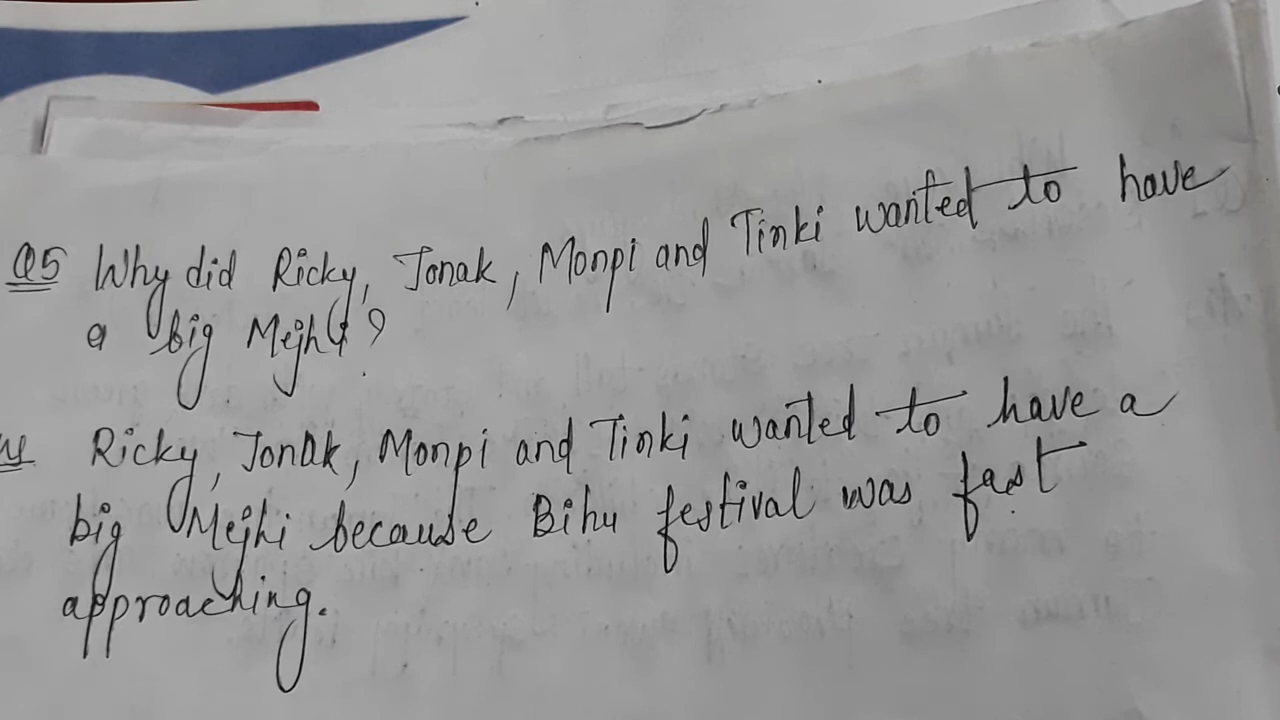 Q5 Why did Ricky, Jonak, Monpi and Tinki wanted to have
a big Mejhi?
Ricky, Jonak, Monpi and Tinki wanted to have a
big Mejhi because Bihu festival was fast
approaching.